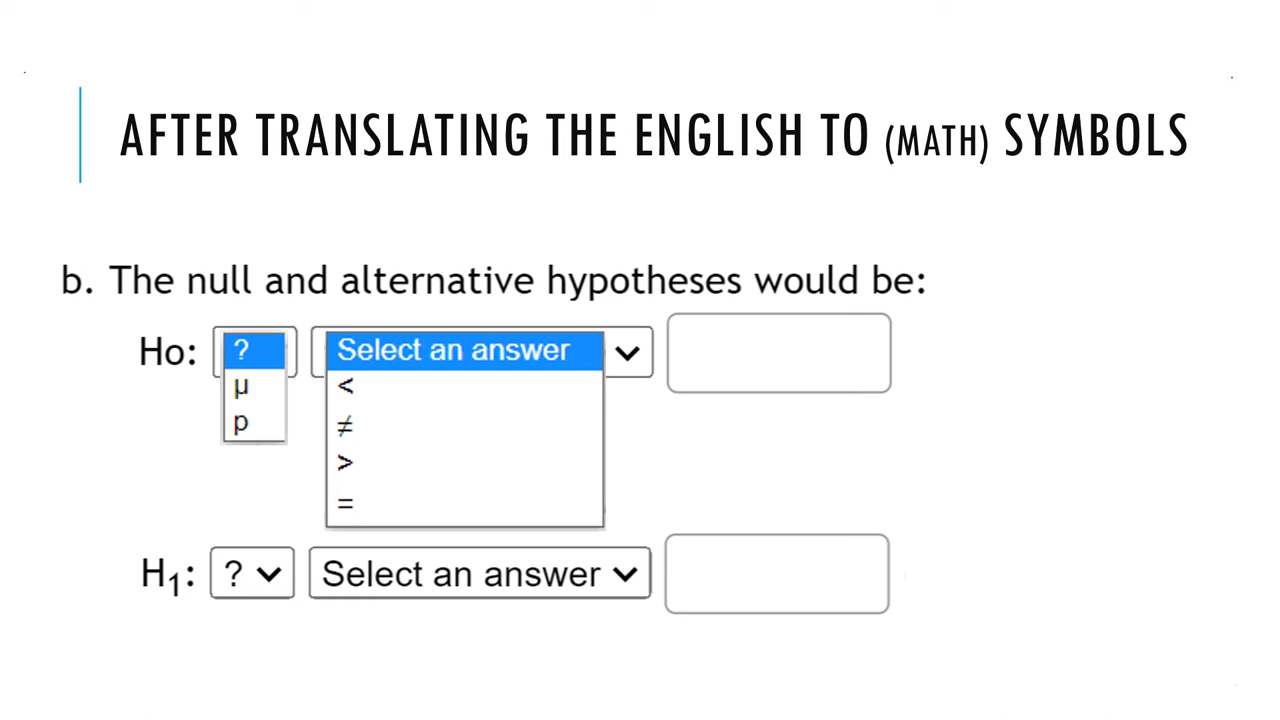 AFTER TRANSLATING THE ENGLISH TO (MATH) SYMBOLS
b. The null and alternative hypotheses would be:
Ho: ? Select an answer
μ <
p ≠
>
=
H₁: ? Select an answer